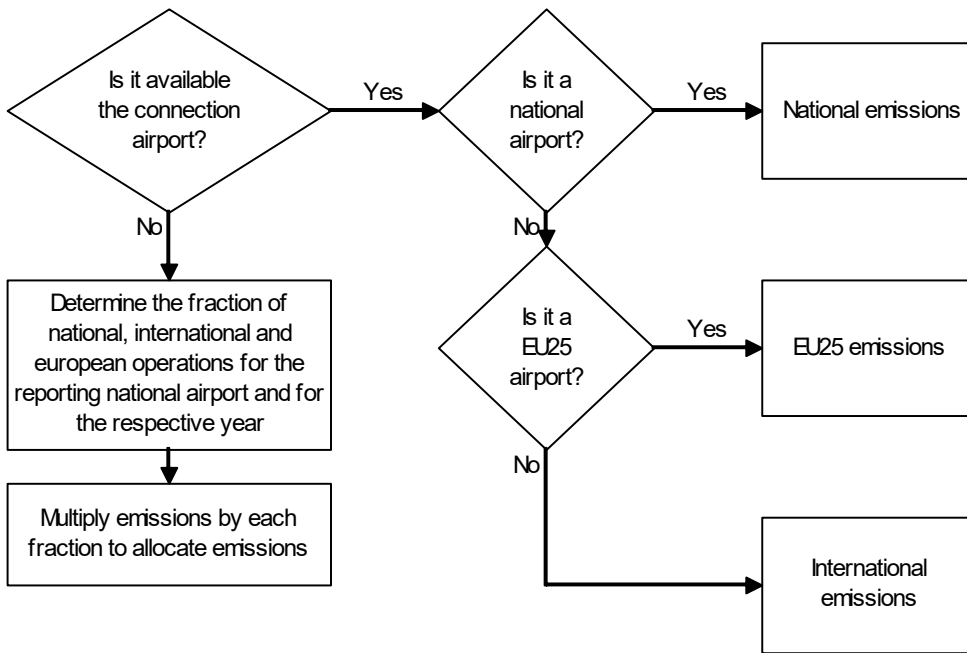 Is it available
the connection
airport?
Yes
Is it a
national
airport?
Yes
National emissions
No
No
Determine the fraction of
national, international and
european operations for the
reporting national airport and for
the respective year
Is it a
EU25
airport?
Yes
EU25 emissions
No
Multiply emissions by each
fraction to allocate emissions
International
emissions